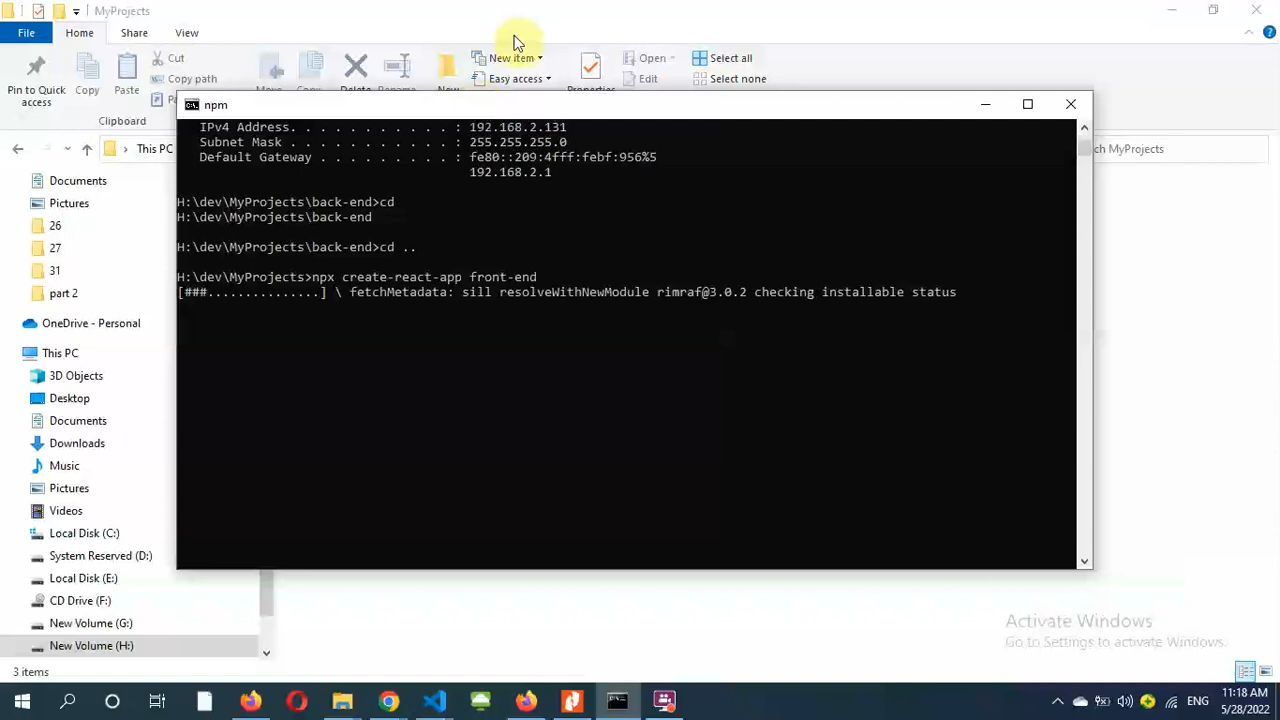 MyProjects
File
Home
Share
View
Pin to Quick access
Copy
Paste
Cut
Copy path
Clipboard
Delete
New item
Easy access
Properties
Open
Edit
Select all
Select none
This PC
MyProjects
Documents
Pictures
26
27
31
part 2
OneDrive - Personal
This PC
3D Objects
Desktop
Documents
Downloads
Music
Pictures
Videos
Local Disk (C:)
System Reserved (D:)
Local Disk (E:)
CD Drive (F:)
New Volume (G:)
New Volume (H:)
3 items
npm
IPv4 Address. . . . . . . . . . . : 192.168.2.131
Subnet Mask . . . . . . . . . . . : 255.255.255.0
Default Gateway . . . . . . . . . : fe80::209:4fff:febf:956%5
192.168.2.1
H:\dev\MyProjects\back-end>cd
H:\dev\MyProjects\back-end
H:\dev\MyProjects\back-end>cd ..
H:\dev\MyProjects>npx create-react-app front-end
[###...............] \ fetchMetadata: sill resolveWithNewModule rimraf@3.0.2 checking installable status
Activate Windows
Go to Settings to activate Windows.
ENG
11:18 AM
5/28/2022